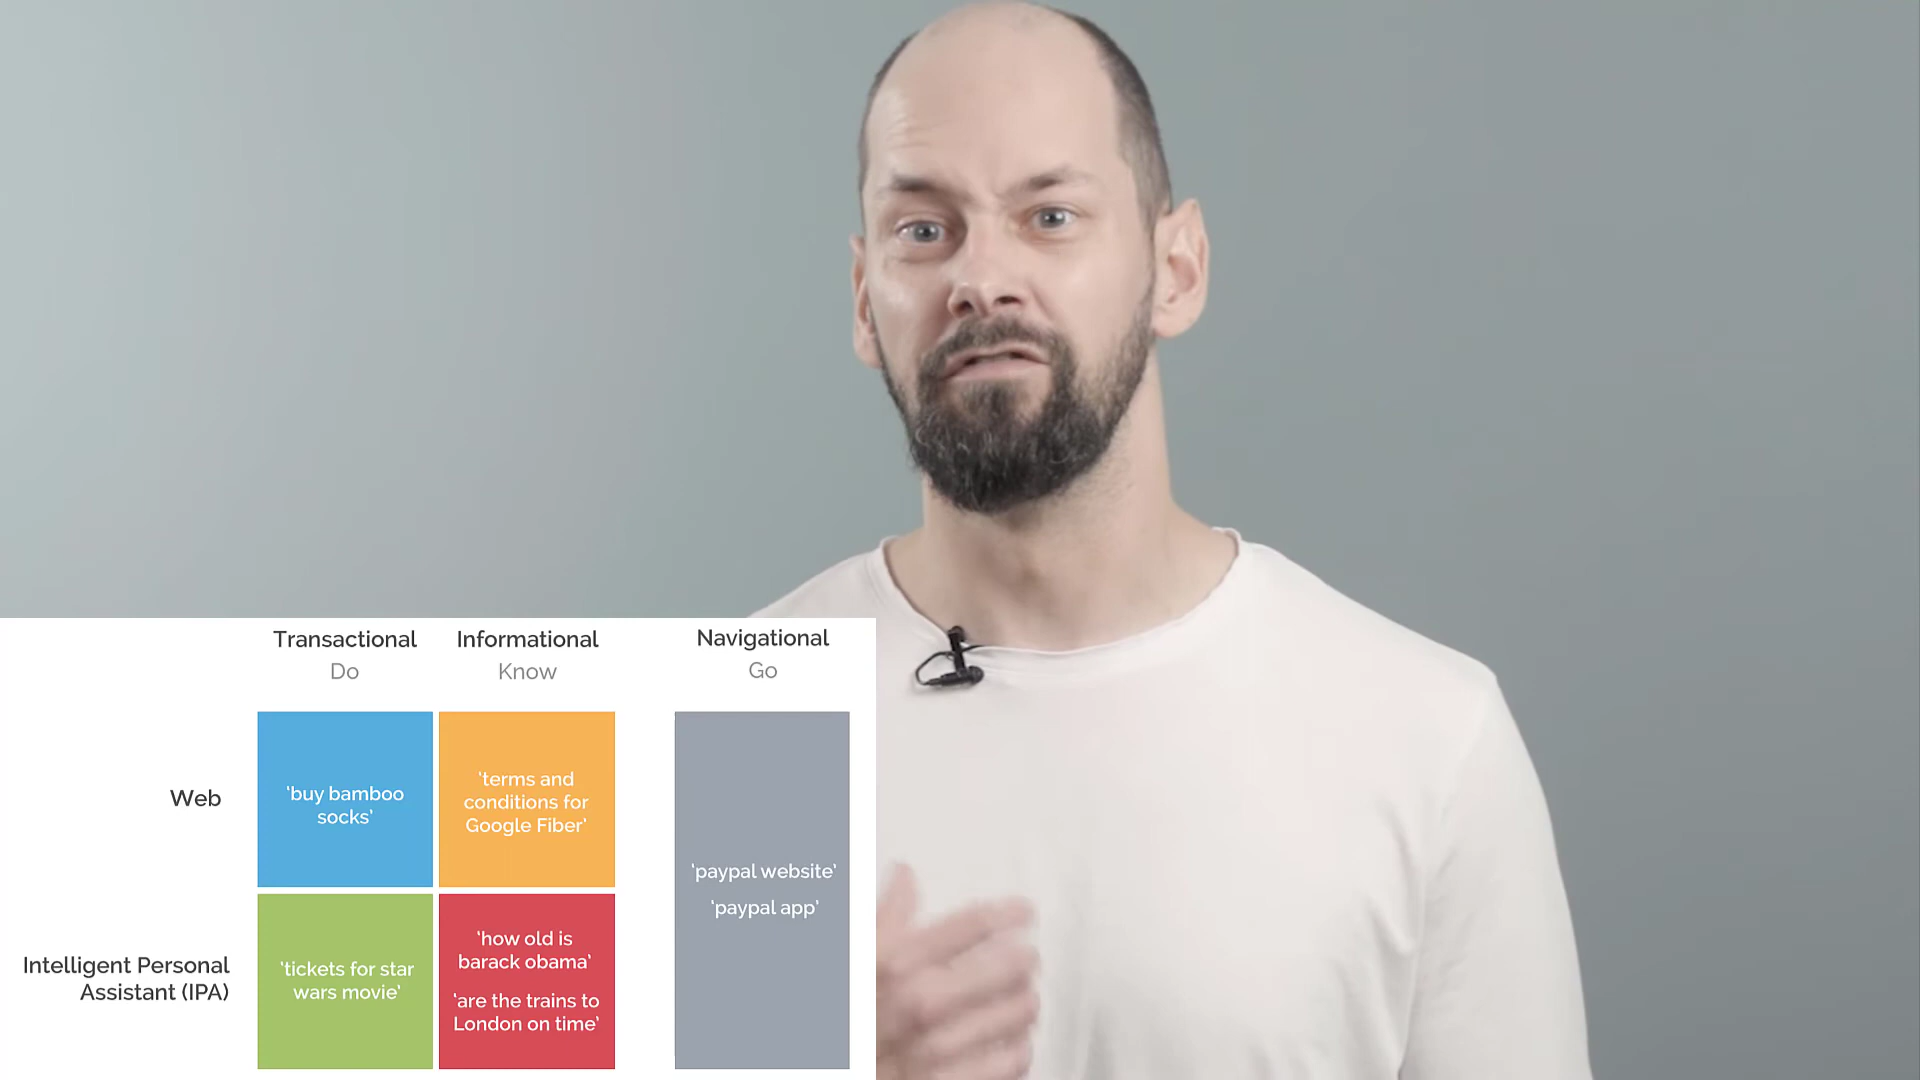 Transactional
Do
Informational
Know
Navigational
Go
Web
'buy bamboo
socks'
'terms and
conditions for
Google Fiber'
'paypal website'
'paypal app'
Intelligent Personal
Assistant (IPA)
'tickets for star
wars movie'
'how old is
barack obama'
'are the trains to
London on time'